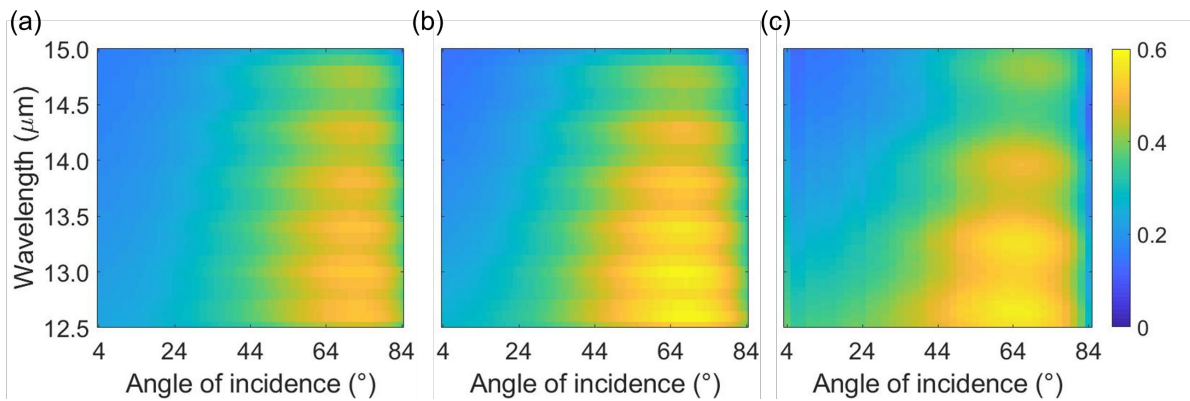 (a)
(b)
(c)
Wavelength (μm)
15.0
14.5
14.0
13.5
13.0
12.5
4 24 44 64 84
Angle of incidence (°)
4 24 44 64 84
Angle of incidence (°)
4 24 44 64 84
Angle of incidence (°)
0.6
0.4
0.2
0